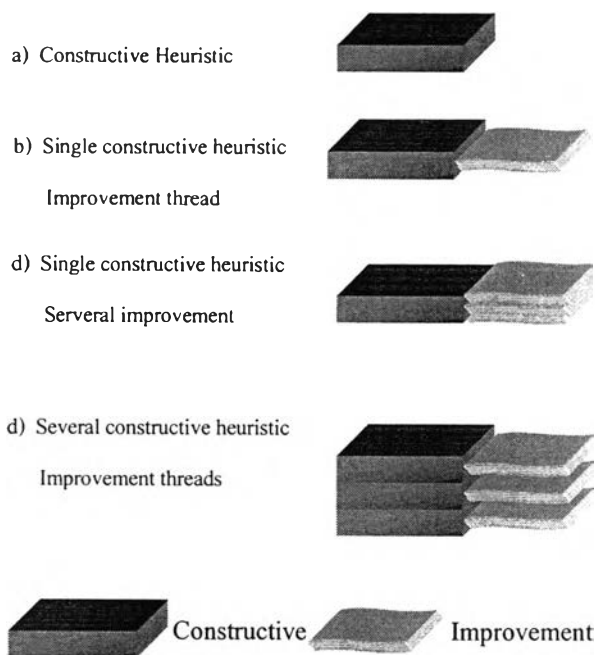 a) Constructive Heuristic
b) Single constructive heuristic
Improvement thread
d) Single constructive heuristic
Serveral improvement
d) Several constructive heuristic
Improvement threads
Constructive Improvement